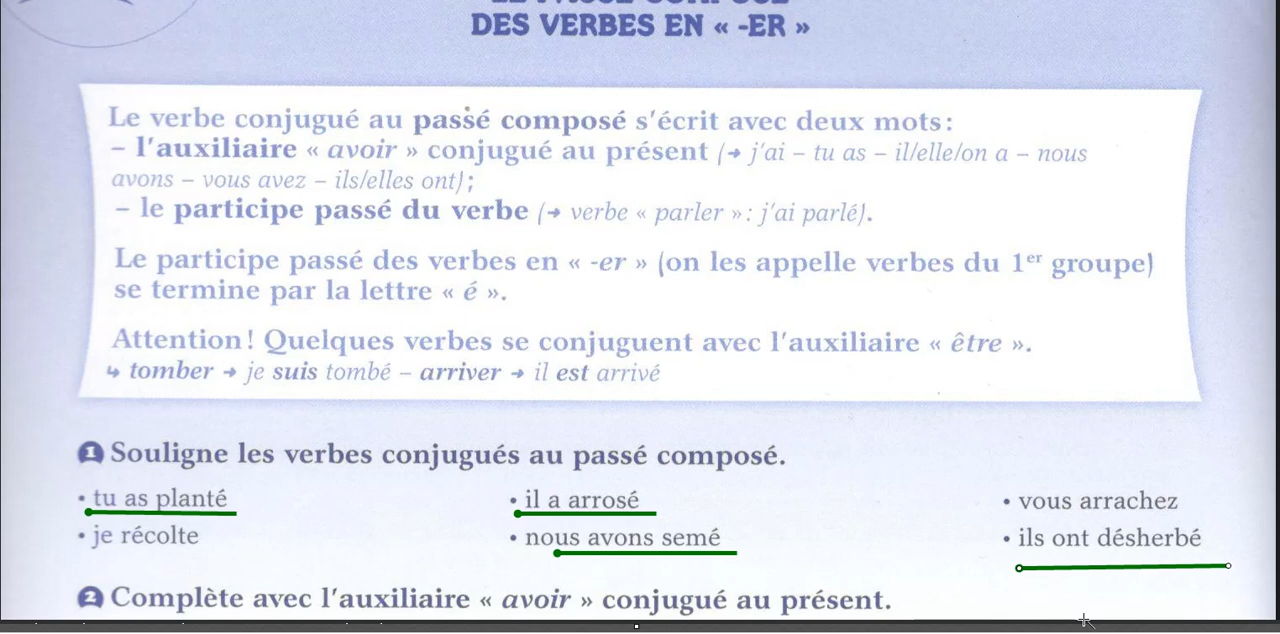 DES VERBES EN « -ER »
Le verbe conjugué au passé composé s'écrit avec deux mots :
– l'auxiliaire « avoir » conjugué au présent (➜ j'ai – tu as – il/elle/on a – nous
avons – vous avez – ils/elles ont) ;
– le participe passé du verbe (➜ verbe « parler » : j'ai parlé).
Le participe passé des verbes en « -er » (on les appelle verbes du 1er groupe)
se termine par la lettre « é ».
Attention ! Quelques verbes se conjuguent avec l'auxiliaire « être ».
↳ tomber ➜ je suis tombé – arriver ➜ il est arrivé
1 Souligne les verbes conjugués au passé composé.
• tu as planté • il a arrosé • vous arrachez
• je récolte • nous avons semé • ils ont désherbé
2 Complète avec l'auxiliaire « avoir » conjugué au présent.